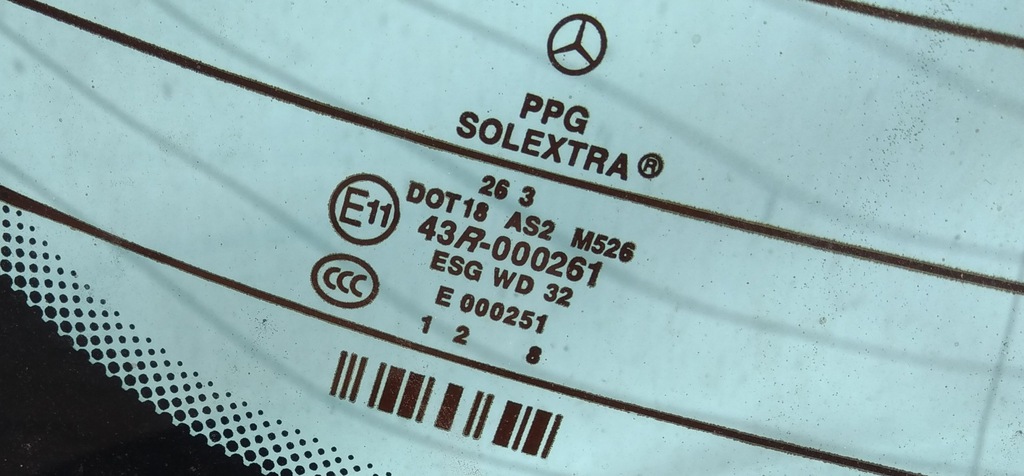 PPG
SOLEXTRA®
26 3
DOT18 AS2 M526
E11 43R-000261
CCC ESG WD 32
E 000251
1 2 8